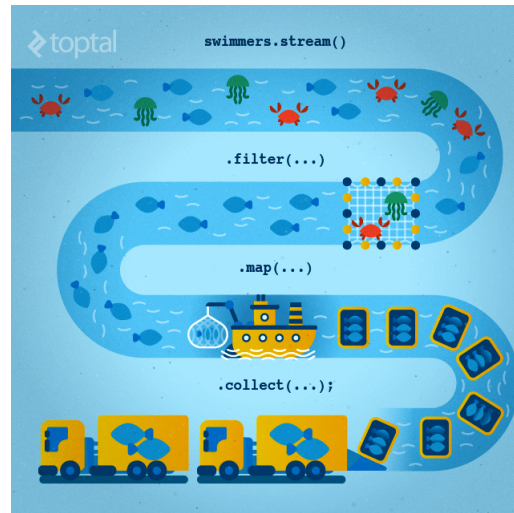 toptal
swimmers.stream()
.filter(...)
.map(...)
.collect(...);